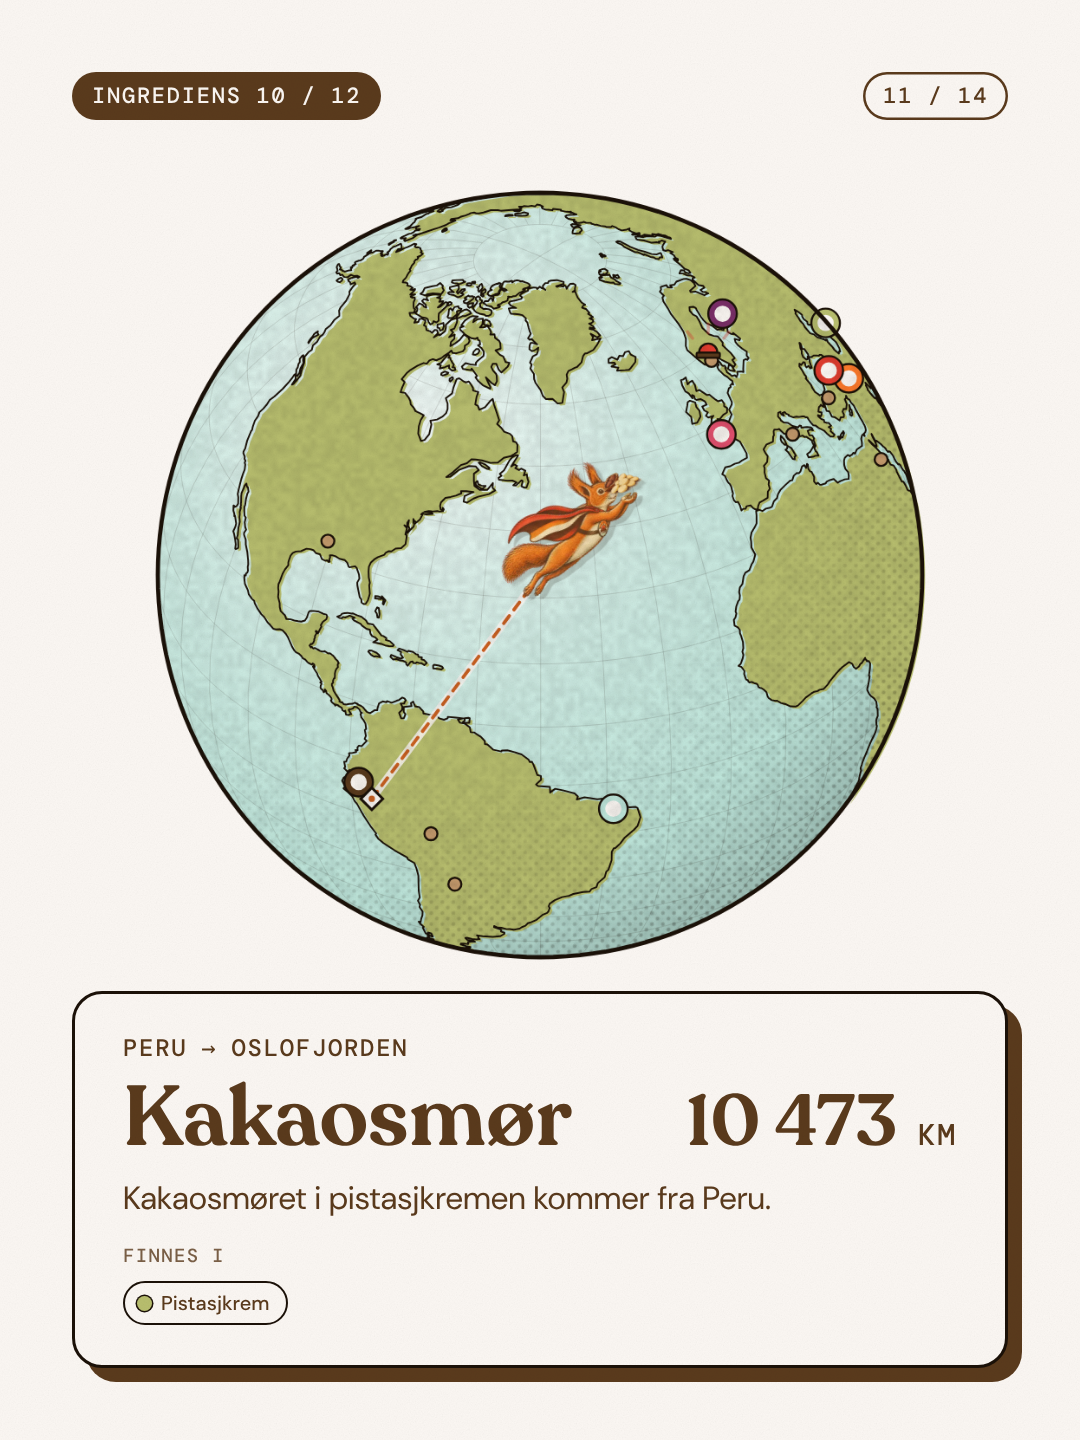 INGREDIENS 10 / 12
11 / 14
PERU → OSLOFJORDEN
Kakaosmør
10 473 KM
Kakaosmøret i pistasjkremen kommer fra Peru.
FINNES I
Pistasjkrem